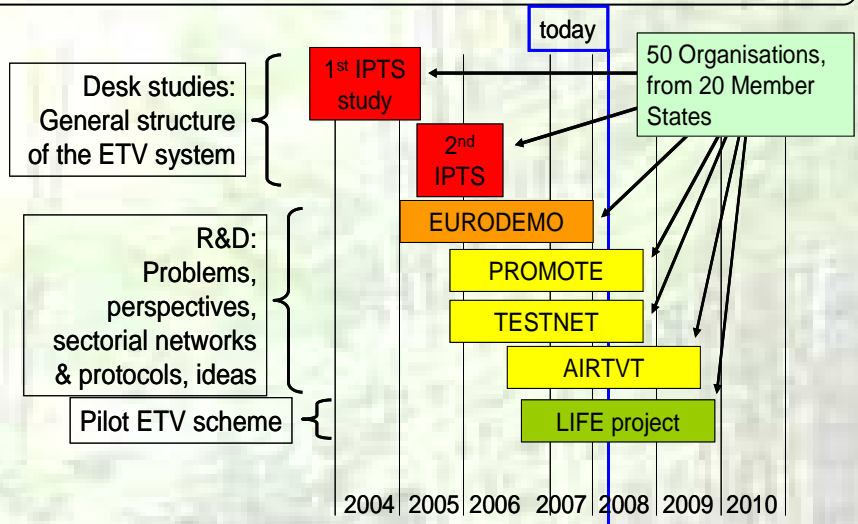 today
50 Organisations,
from 20 Member
States
Desk studies:
General structure
of the ETV system
1st IPTS
study
2nd
IPTS
EURODEMO
R&D:
Problems,
perspectives,
sectorial networks
& protocols, ideas
PROMOTE
TESTNET
AIRTVT
Pilot ETV scheme
LIFE project
2004 2005 2006 2007 2008 2009 2010